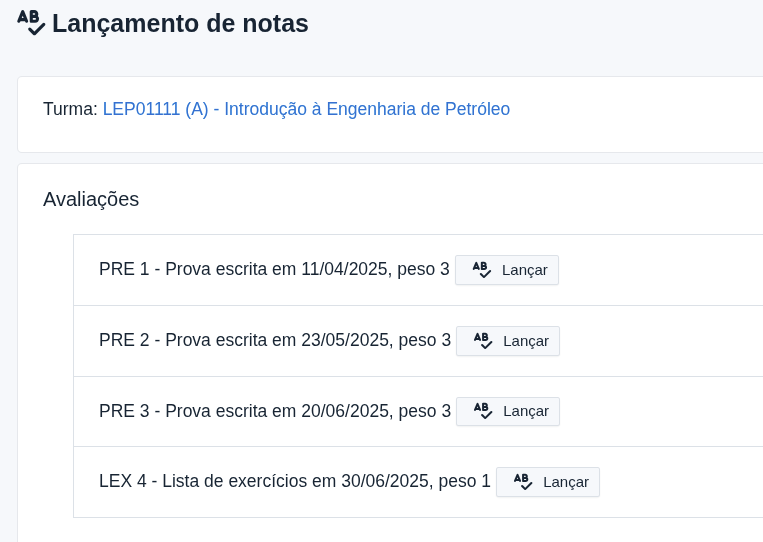 Lançamento de notas
Turma: LEP01111 (A) - Introdução à Engenharia de Petróleo
Avaliações
PRE 1 - Prova escrita em 11/04/2025, peso 3 AB Lançar
PRE 2 - Prova escrita em 23/05/2025, peso 3 AB Lançar
PRE 3 - Prova escrita em 20/06/2025, peso 3 AB Lançar
LEX 4 - Lista de exercícios em 30/06/2025, peso 1 AB Lançar